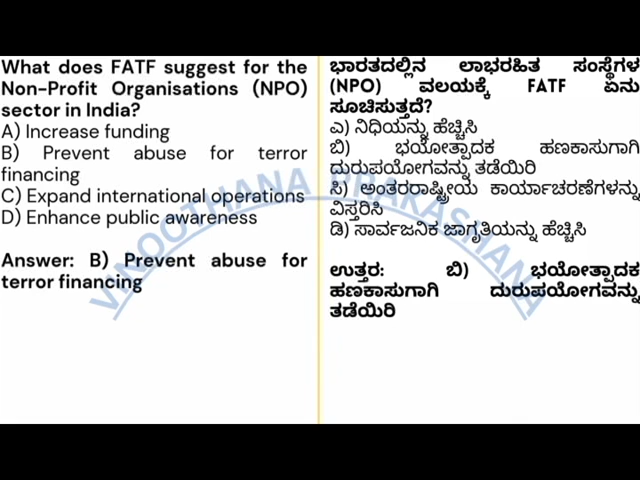 What does FATF suggest for the
Non-Profit Organisations (NPO)
sector in India?
A) Increase funding
B) Prevent abuse for terror
financing
C) Expand international operations
D) Enhance public awareness
Answer: B) Prevent abuse for
terror financing
ಭಾರತದಲ್ಲಿನ ಲಾಭರಹಿತ ಸಂಸ್ಥೆಗಳ
(NPO) ವಲಯಕ್ಕೆ FATF ಏನು
ಸೂಚಿಸುತ್ತದೆ?
ಎ) ನಿಧಿಯನ್ನು ಹೆಚ್ಚಿಸಿ
ಬಿ) ಭಯೋತ್ಪಾದಕ ಹಣಕಾಸುಗಾಗಿ
ದುರುಪಯೋಗವನ್ನು ತಡೆಯಿರಿ
ಸಿ) ಅಂತರರಾಷ್ಟ್ರೀಯ ಕಾರ್ಯಾಚರಣೆಗಳನ್ನು
ವಿಸ್ತರಿಸಿ
ಡಿ) ಸಾರ್ವಜನಿಕ ಜಾಗೃತಿಯನ್ನು ಹೆಚ್ಚಿಸಿ
ಉತ್ತರ: ಬಿ) ಭಯೋತ್ಪಾದಕ
ಹಣಕಾಸುಗಾಗಿ ದುರುಪಯೋಗವನ್ನು
ತಡೆಯಿರಿ
VINOOTHANA PRAKASHANA